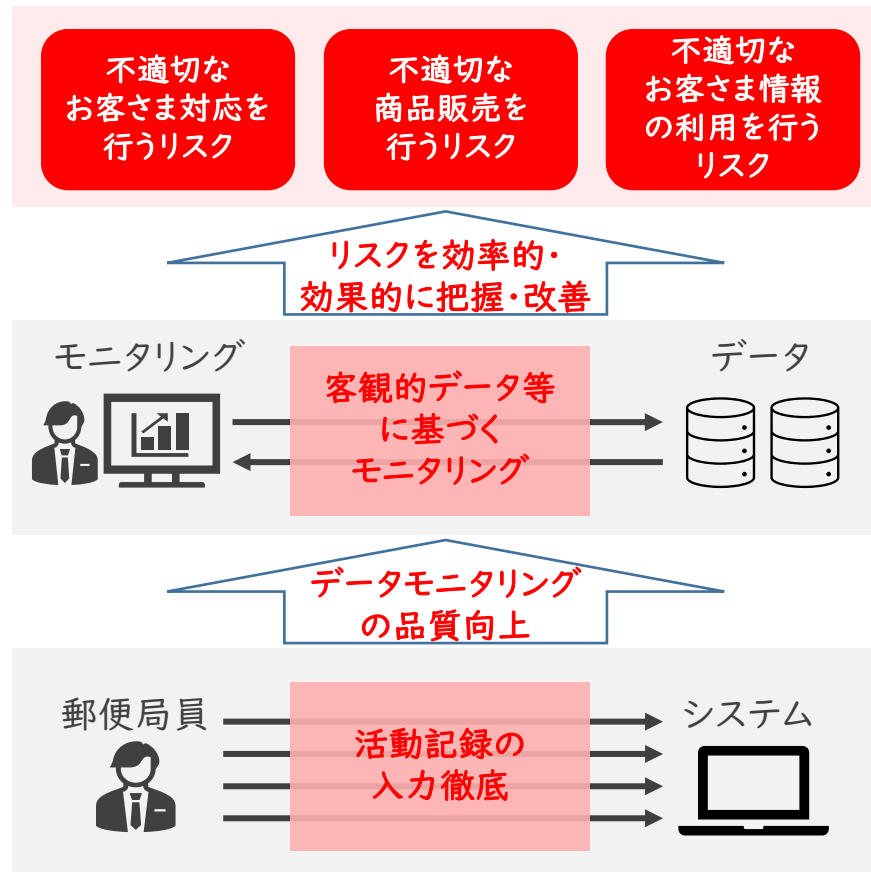 不適切な
お客さま対応を
行うリスク
不適切な
商品販売を
行うリスク
不適切な
お客さま情報
の利用を行う
リスク
リスクを効率的・
効果的に把握・改善
モニタリング
客観的データ等
に基づく
モニタリング
データ
データモニタリング
の品質向上
郵便局員
活動記録の
入力徹底
システム